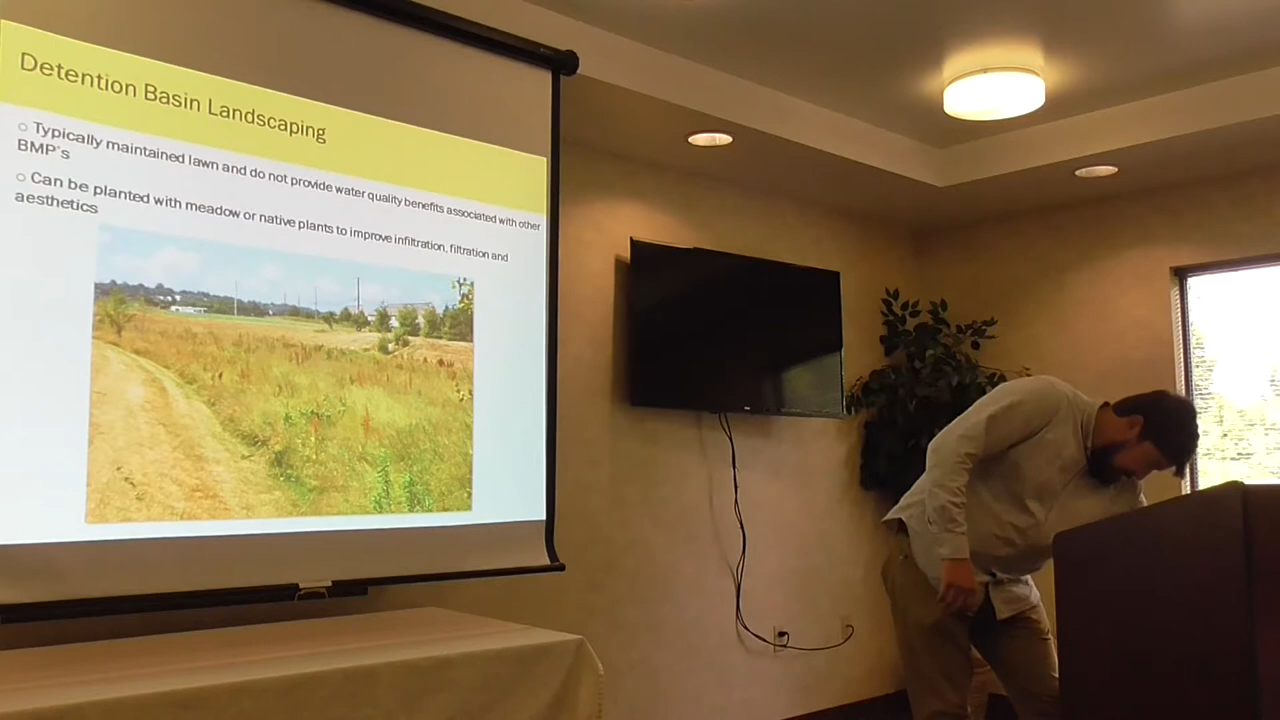 Detention Basin Landscaping
○ Typically maintained lawn and do not provide water quality benefits associated with other
BMP's
○ Can be planted with meadow or native plants to improve infiltration, filtration and
aesthetics